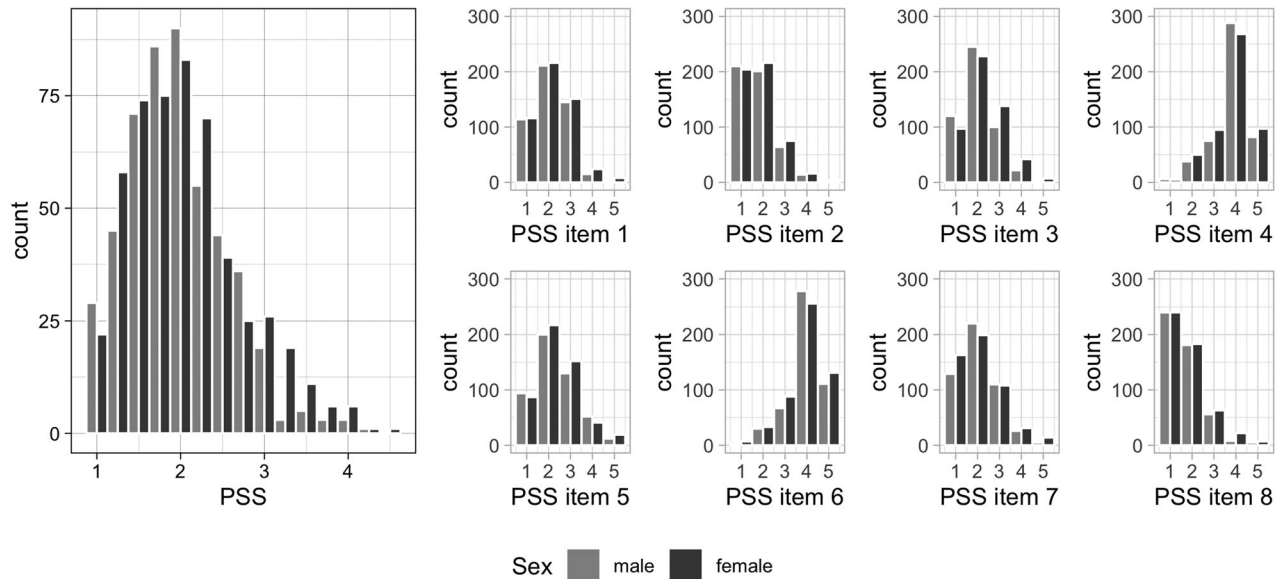 count
75
50
25
0
1 2 3 4
PSS
count
300
200
100
0
1 2 3 4 5
PSS item 1
count
300
200
100
0
1 2 3 4 5
PSS item 2
count
300
200
100
0
1 2 3 4 5
PSS item 3
count
300
200
100
0
1 2 3 4 5
PSS item 4
count
300
200
100
0
1 2 3 4 5
PSS item 5
count
300
200
100
0
1 2 3 4 5
PSS item 6
count
300
200
100
0
1 2 3 4 5
PSS item 7
count
300
200
100
0
1 2 3 4 5
PSS item 8
Sex male female